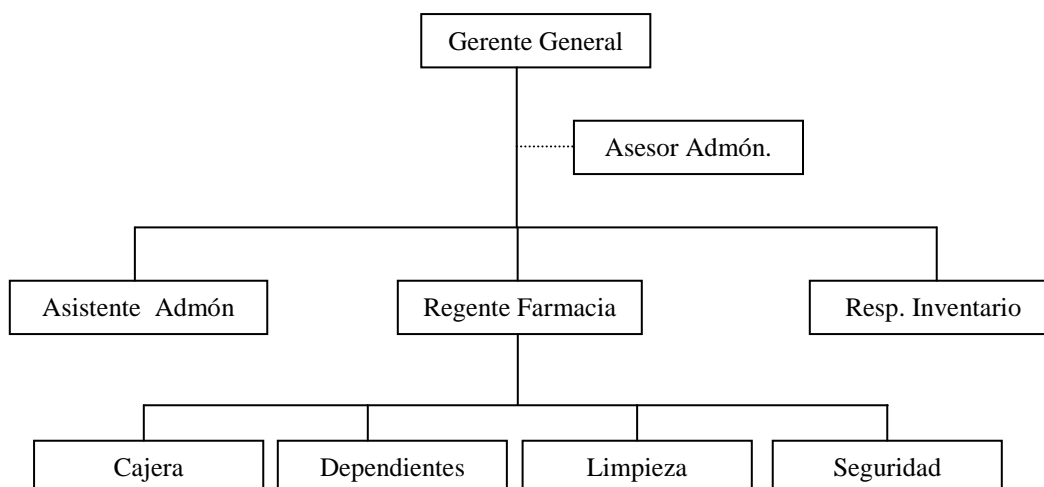 Gerente General
Asesor Admón.
Asistente Admón
Regente Farmacia
Resp. Inventario
Cajera
Dependientes
Limpieza
Seguridad